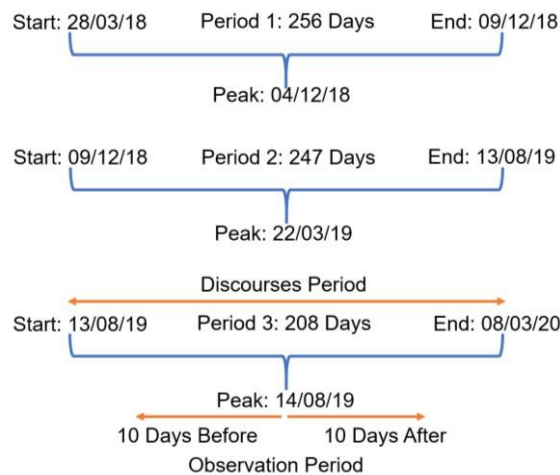 Start: 28/03/18 Period 1: 256 Days End: 09/12/18
Peak: 04/12/18
Start: 09/12/18 Period 2: 247 Days End: 13/08/19
Peak: 22/03/19
Discourses Period
Start: 13/08/19 Period 3: 208 Days End: 08/03/20
Peak: 14/08/19
10 Days Before 10 Days After
Observation Period